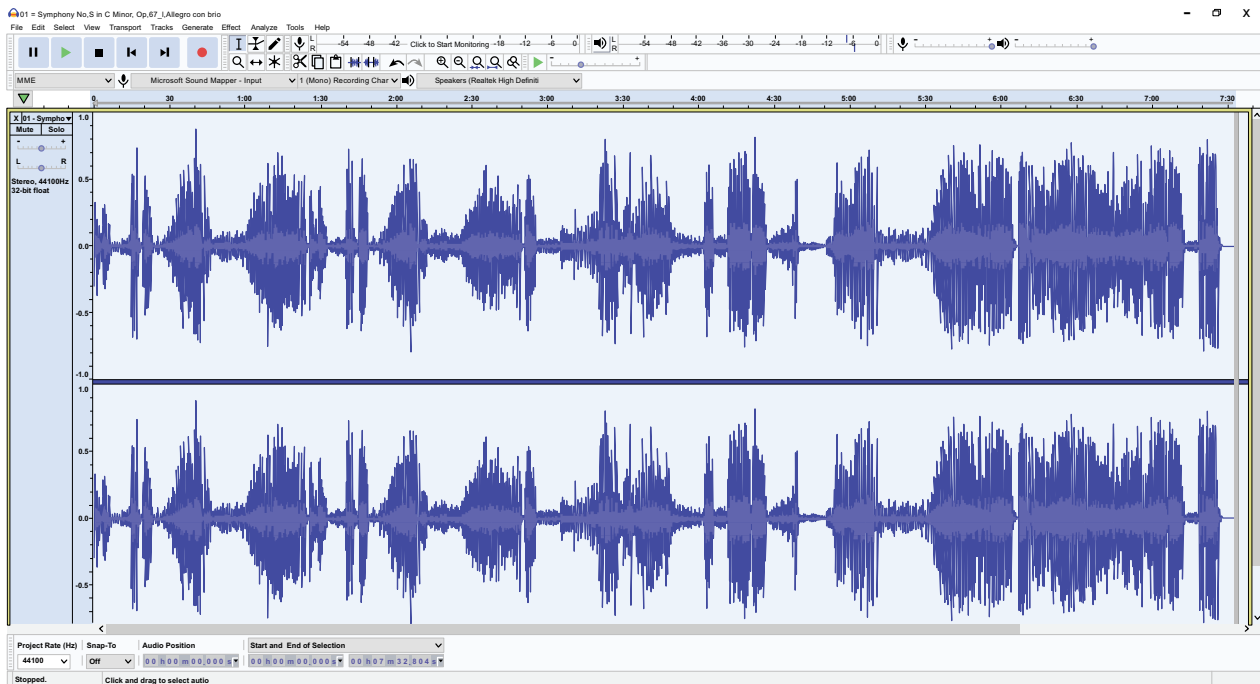 01 = Symphony No,S in C Minor, Op,67_I,Allegro con brio
File Edit Select View Transport Tracks Generate Effect Analyze Tools Help
L
R
-54 -48 -42 Click to Start Monitoring -18 -12 -6 0
L
R
-54 -48 -42 -36 -30 -24 -18 -12 -6 0
- +
- +
- +
MME Microsoft Sound Mapper - Input 1 (Mono) Recording Char Speakers (Realtek High Definiti
0 30 1:00 1:30 2:00 2:30 3:00 3:30 4:00 4:30 5:00 5:30 6:00 6:30 7:00 7:30
X 01 - Sympho
Mute Solo
- +
L R
Stereo, 44100Hz
32-bit float
1.0
0.5
0.0
-0.5
-1.0
1.0
0.5
0.0
-0.5
Project Rate (Hz) Snap-To Audio Position Start and End of Selection
44100 Off 00 h 00 m 00.000 s 00 h 00 m 00.000 s 00 h 07 m 32.804 s
Stopped. Click and drag to select autio